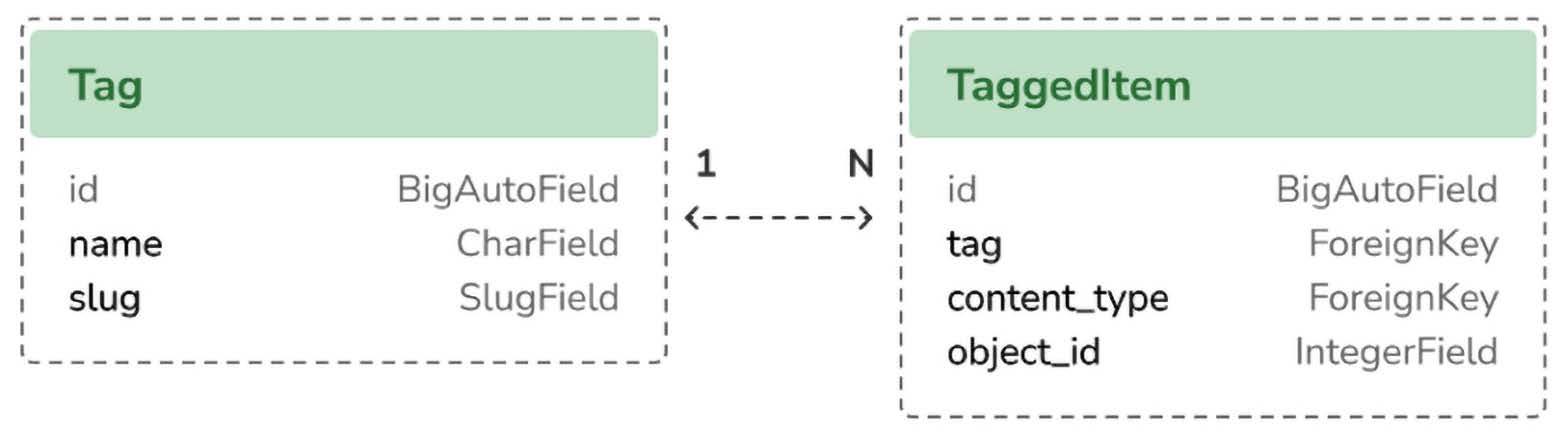 Tag
id BigAutoField
name CharField
slug SlugField
1 N
TaggedItem
id BigAutoField
tag ForeignKey
content_type ForeignKey
object_id IntegerField